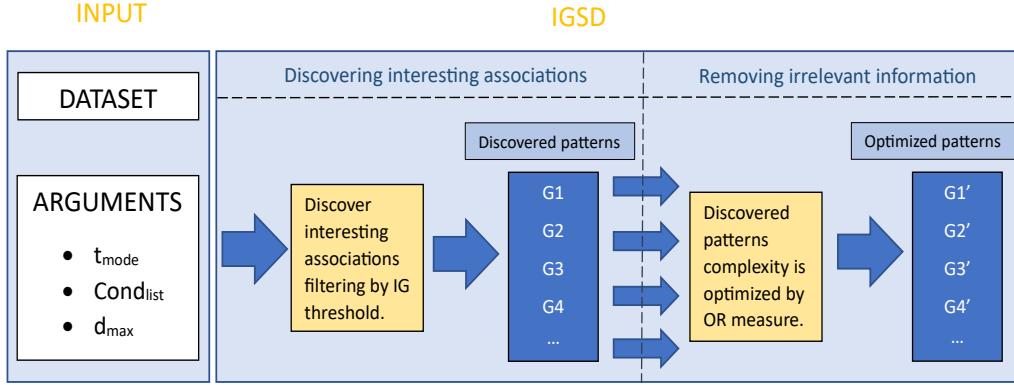 INPUT
IGSD
DATASET
ARGUMENTS
• tmode
• Condlist
• dmax
Discovering interesting associations
Removing irrelevant information
Discover
interesting
associations
filtering by IG
threshold.
Discovered patterns
G1
G2
G3
G4
...
Discovered
patterns
complexity is
optimized by
OR measure.
Optimized patterns
G1'
G2'
G3'
G4'
...